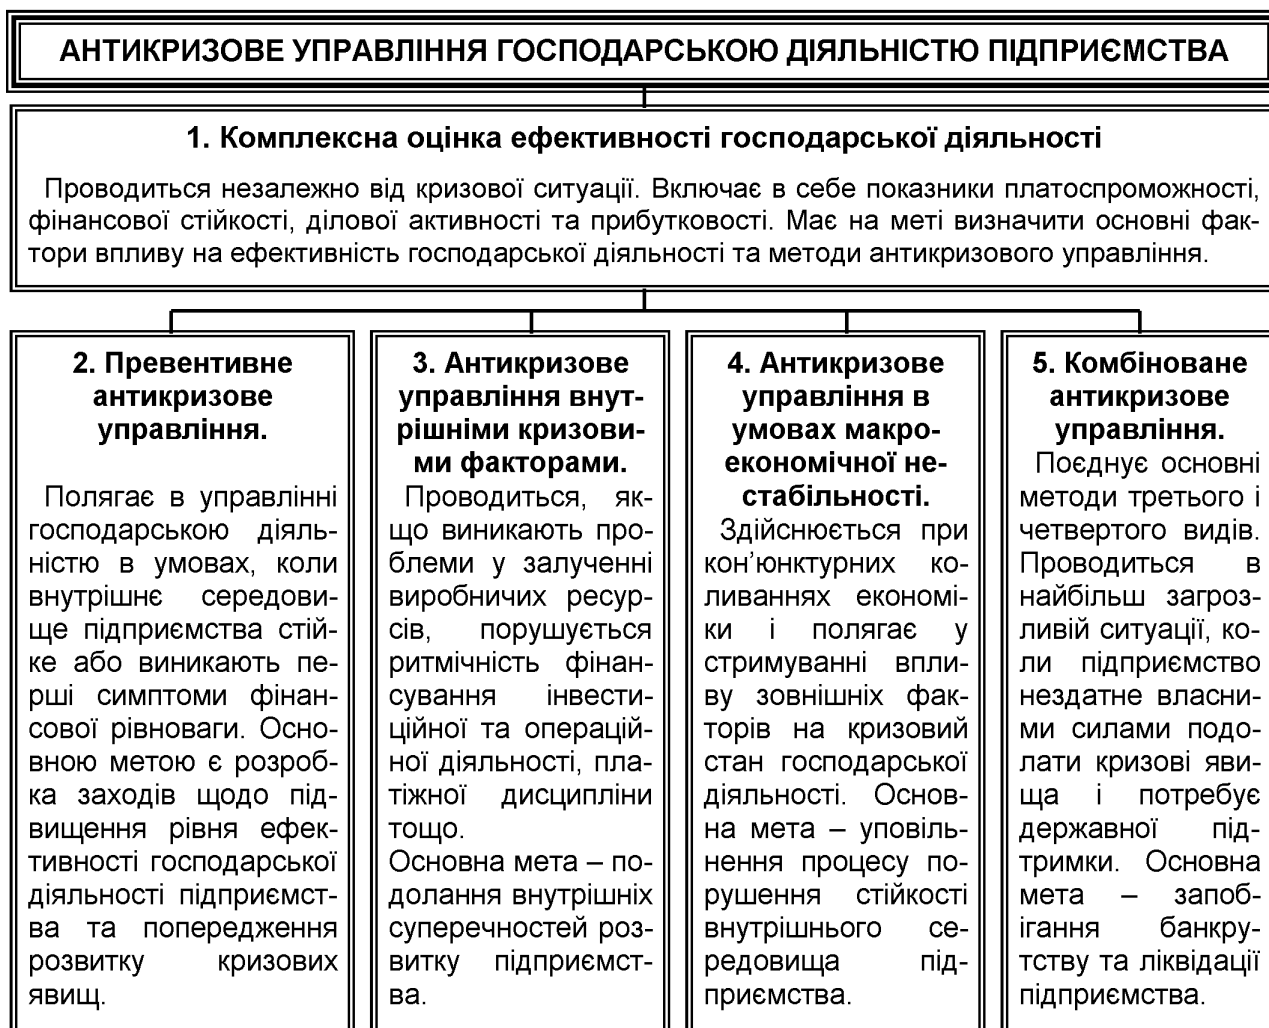 АНТИКРИЗОВЕ УПРАВЛІННЯ ГОСПОДАРСЬКОЮ ДІЯЛЬНІСТЮ ПІДПРИЄМСТВА
1. Комплексна оцінка ефективності господарської діяльності
Проводиться незалежно від кризової ситуації. Включає в себе показники платоспроможності,
фінансової стійкості, ділової активності та прибутковості. Має на меті визначити основні фак-
тори впливу на ефективність господарської діяльності та методи антикризового управління.
2. Превентивне
антикризове
управління.
Полягає в управлінні
господарською діяль-
ністю в умовах, коли
внутрішнє середови-
ще підприємства стій-
ке або виникають пе-
рші симптоми фінан-
сової рівноваги. Осно-
вною метою є розроб-
ка заходів щодо під-
вищення рівня ефек-
тивності господарської
діяльності підприємст-
ва та попередження
розвитку кризових
явищ.
3. Антикризове
управління внут-
рішніми кризови-
ми факторами.
Проводиться, як-
що виникають про-
блеми у залученні
виробничих ресур-
сів, порушується
ритмічність фінан-
сування інвести-
ційної та операцій-
ної діяльності, пла-
тіжної дисципліни
тощо.
Основна мета – по-
долання внутрішніх
суперечностей роз-
витку підприємст-
ва.
4. Антикризове
управління в
умовах макро-
економічної не-
стабільності.
Здійснюється при
кон’юнктурних ко-
ливаннях економі-
ки і полягає у
стримуванні впли-
ву зовнішніх фак-
торів на кризовий
стан господарської
діяльності. Основ-
на мета – уповіль-
нення процесу по-
рушення стійкості
внутрішнього се-
редовища під-
приємства.
5. Комбіноване
антикризове
управління.
Поєднує основні
методи третього і
четвертого видів.
Проводиться в
найбільш загроз-
ливій ситуації, ко-
ли підприємство
нездатне власни-
ми силами подо-
лати кризові яви-
ща і потребує
державної під-
тримки. Основна
мета – запоб-
ігання банкру-
тству та ліквідації
підприємства.